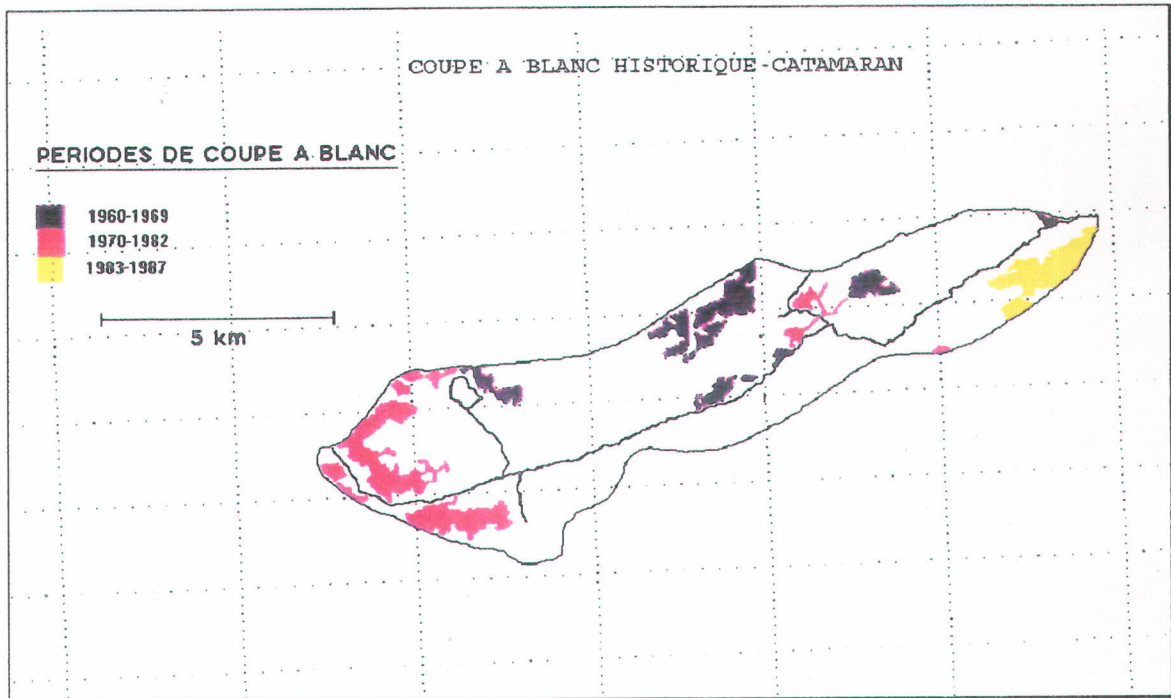 COUPE A BLANC HISTORIQUE-CATAMARAN
PERIODES DE COUPE A BLANC
1960-1969
1970-1982
1983-1987
5 km